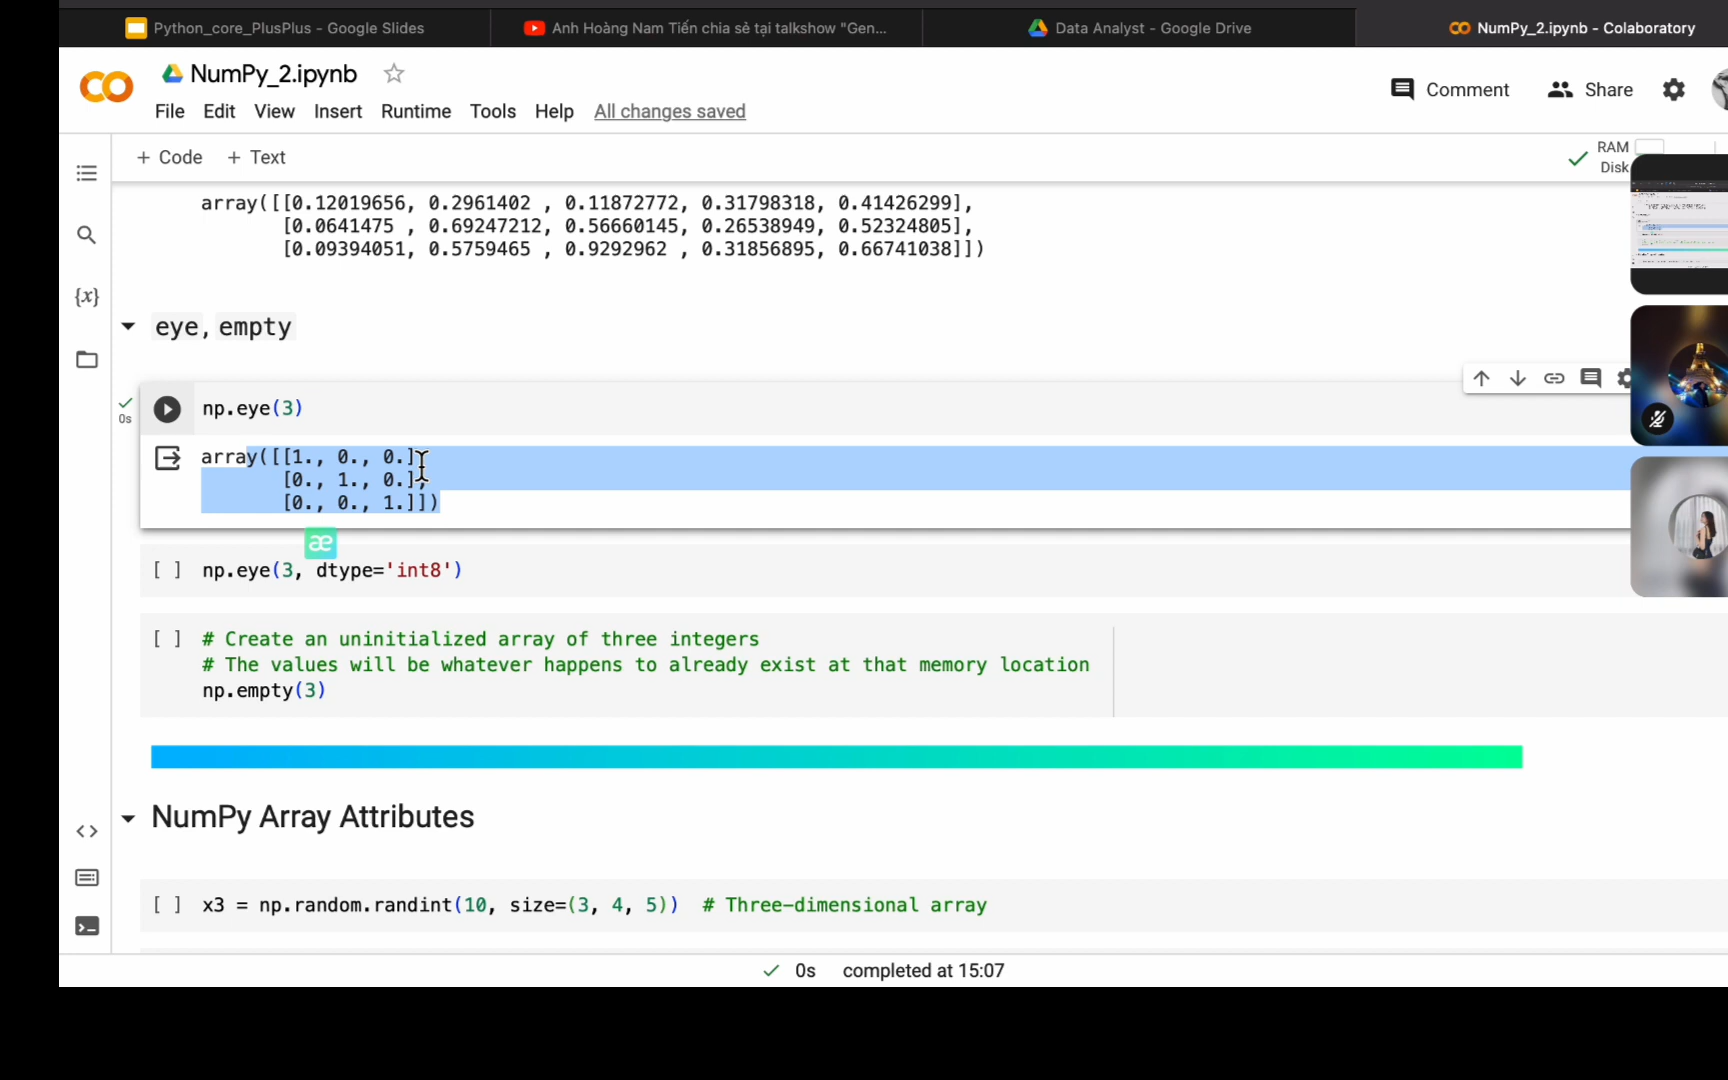 Python_core_PlusPlus - Google Slides
Anh Hoàng Nam Tiến chia sẻ tại talkshow "Gen...
Data Analyst - Google Drive
NumPy_2.ipynb - Colaboratory
NumPy_2.ipynb
Comment
Share
File Edit View Insert Runtime Tools Help All changes saved
+ Code + Text
RAM
Disk
array([[0.12019656, 0.2961402 , 0.11872772, 0.31798318, 0.41426299],
[0.0641475 , 0.69247212, 0.56660145, 0.26538949, 0.52324805],
[0.09394051, 0.5759465 , 0.9292962 , 0.31856895, 0.66741038]])
{x}
eye, empty
0s
np.eye(3)
array([[1., 0., 0.],
[0., 1., 0.],
[0., 0., 1.]])
æ
[ ] np.eye(3, dtype='int8')
[ ] # Create an uninitialized array of three integers
# The values will be whatever happens to already exist at that memory location
np.empty(3)
NumPy Array Attributes
[ ] x3 = np.random.randint(10, size=(3, 4, 5)) # Three-dimensional array
0s completed at 15:07